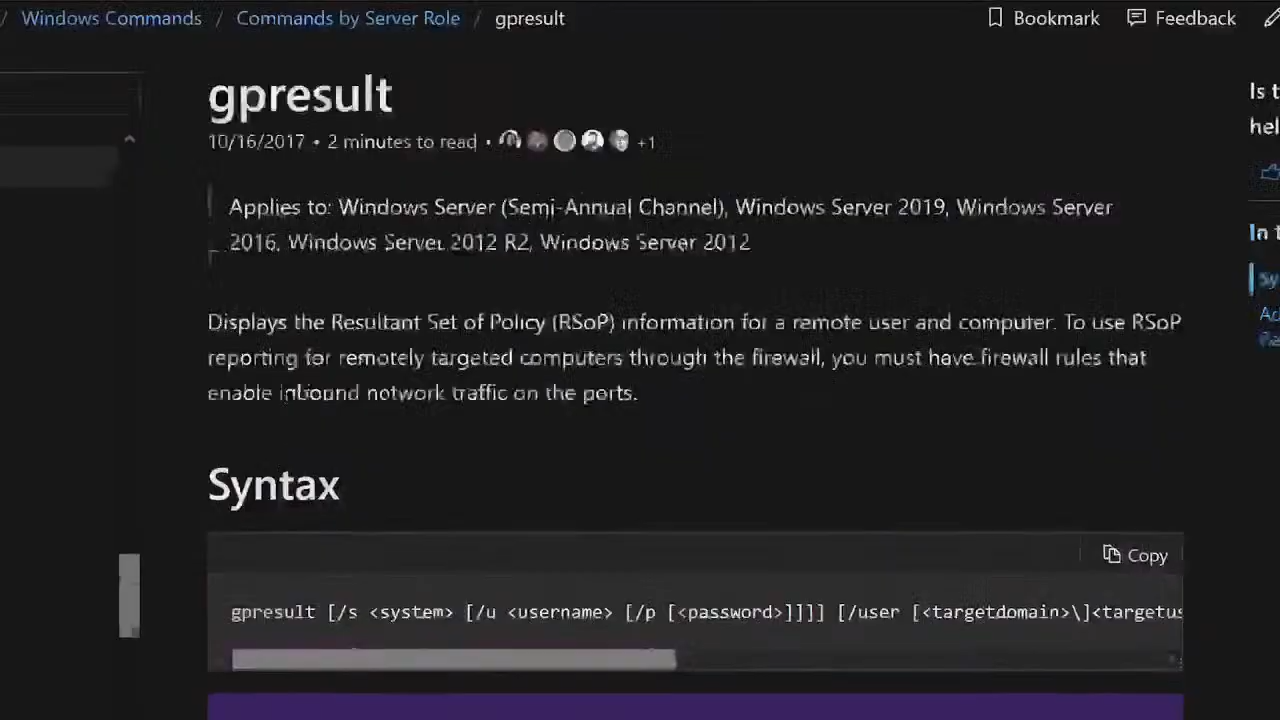 / Windows Commands / Commands by Server Role / gpresult
Bookmark Feedback
gpresult
10/16/2017 • 2 minutes to read • +1
Is t
hel
Applies to: Windows Server (Semi-Annual Channel), Windows Server 2019, Windows Server
2016, Windows Server 2012 R2, Windows Server 2012
In t
Sy
Displays the Resultant Set of Policy (RSoP) information for a remote user and computer. To use RSoP
reporting for remotely targeted computers through the firewall, you must have firewall rules that
enable inbound network traffic on the ports.
Syntax
Copy
gpresult [/s <system> [/u <username> [/p [<password>]]]] [/user [<targetdomain>\]<targetus